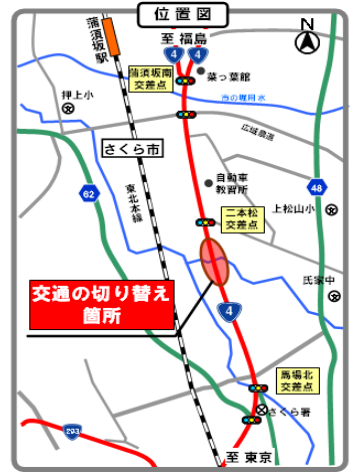 位置図
N
至 福島
蒲須坂駅
4
4
蒲須坂南
交差点
菜っ葉館
押上小
市の堀用水
広域農道
さくら市
自動車
教習所
62
48
東北本線
上松山小
二本松
交差点
氏家中
交通の切り替え
箇所
4
馬場北
交差点
さくら署
293
至 東京